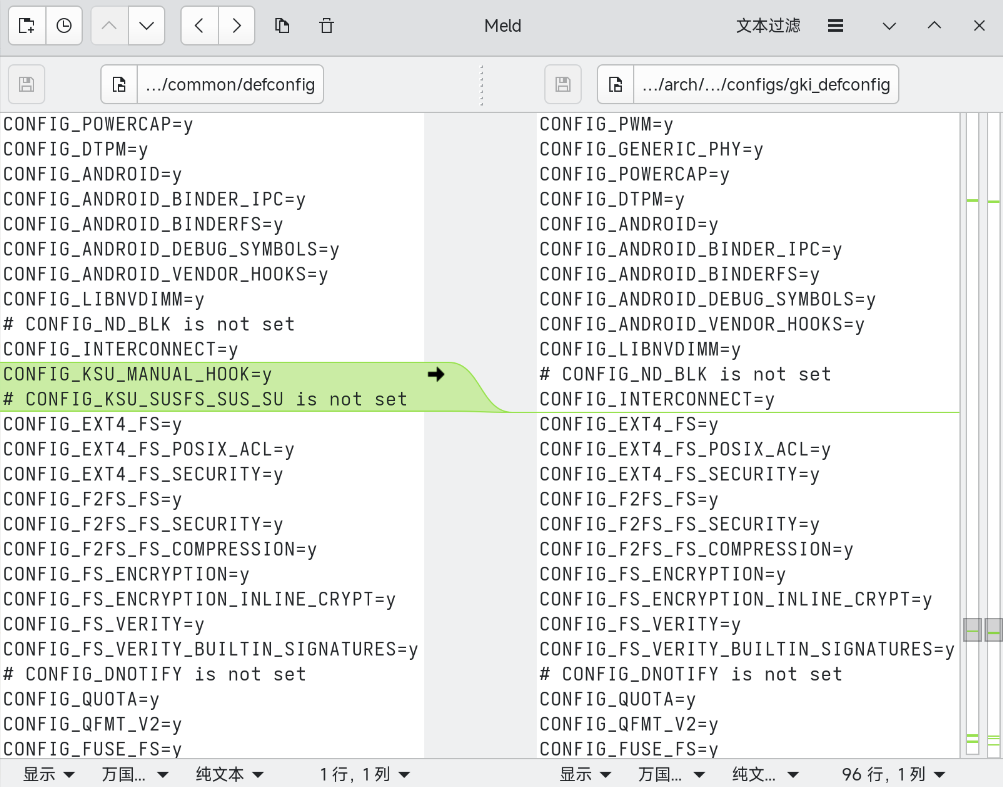 Meld
文本过滤
.../common/defconfig
.../arch/.../configs/gki_defconfig
CONFIG_POWERCAP=y
CONFIG_DTPM=y
CONFIG_ANDROID=y
CONFIG_ANDROID_BINDER_IPC=y
CONFIG_ANDROID_BINDERFS=y
CONFIG_ANDROID_DEBUG_SYMBOLS=y
CONFIG_ANDROID_VENDOR_HOOKS=y
CONFIG_LIBNVDIMM=y
# CONFIG_ND_BLK is not set
CONFIG_INTERCONNECT=y
CONFIG_KSU_MANUAL_HOOK=y
# CONFIG_KSU_SUSFS_SUS_SU is not set
CONFIG_EXT4_FS=y
CONFIG_EXT4_FS_POSIX_ACL=y
CONFIG_EXT4_FS_SECURITY=y
CONFIG_F2FS_FS=y
CONFIG_F2FS_FS_SECURITY=y
CONFIG_F2FS_FS_COMPRESSION=y
CONFIG_FS_ENCRYPTION=y
CONFIG_FS_ENCRYPTION_INLINE_CRYPT=y
CONFIG_FS_VERITY=y
CONFIG_FS_VERITY_BUILTIN_SIGNATURES=y
# CONFIG_DNOTIFY is not set
CONFIG_QUOTA=y
CONFIG_QFMT_V2=y
CONFIG_FUSE_FS=y
CONFIG_PWM=y
CONFIG_GENERIC_PHY=y
CONFIG_POWERCAP=y
CONFIG_DTPM=y
CONFIG_ANDROID=y
CONFIG_ANDROID_BINDER_IPC=y
CONFIG_ANDROID_BINDERFS=y
CONFIG_ANDROID_DEBUG_SYMBOLS=y
CONFIG_ANDROID_VENDOR_HOOKS=y
CONFIG_LIBNVDIMM=y
# CONFIG_ND_BLK is not set
CONFIG_INTERCONNECT=y
CONFIG_EXT4_FS=y
CONFIG_EXT4_FS_POSIX_ACL=y
CONFIG_EXT4_FS_SECURITY=y
CONFIG_F2FS_FS=y
CONFIG_F2FS_FS_SECURITY=y
CONFIG_F2FS_FS_COMPRESSION=y
CONFIG_FS_ENCRYPTION=y
CONFIG_FS_ENCRYPTION_INLINE_CRYPT=y
CONFIG_FS_VERITY=y
CONFIG_FS_VERITY_BUILTIN_SIGNATURES=y
# CONFIG_DNOTIFY is not set
CONFIG_QUOTA=y
CONFIG_QFMT_V2=y
CONFIG_FUSE_FS=y
显示 万国... 纯文本 1 行, 1 列
显示 万国... 纯文... 96 行, 1 列